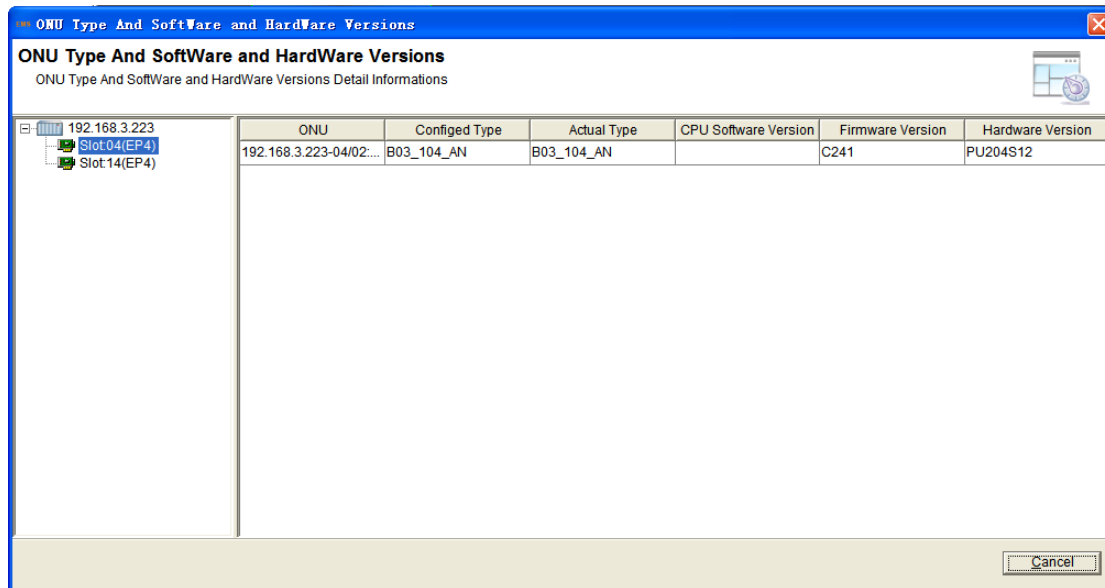 EMS ONU Type And SoftWare and HardWare Versions
ONU Type And SoftWare and HardWare Versions
ONU Type And SoftWare and HardWare Versions Detail Informations
192.168.3.223
Slot:04(EP4)
Slot:14(EP4)
ONU Configed Type Actual Type CPU Software Version Firmware Version Hardware Version
192.168.3.223-04/02:... B03_104_AN B03_104_AN C241 PU204S12
Cancel